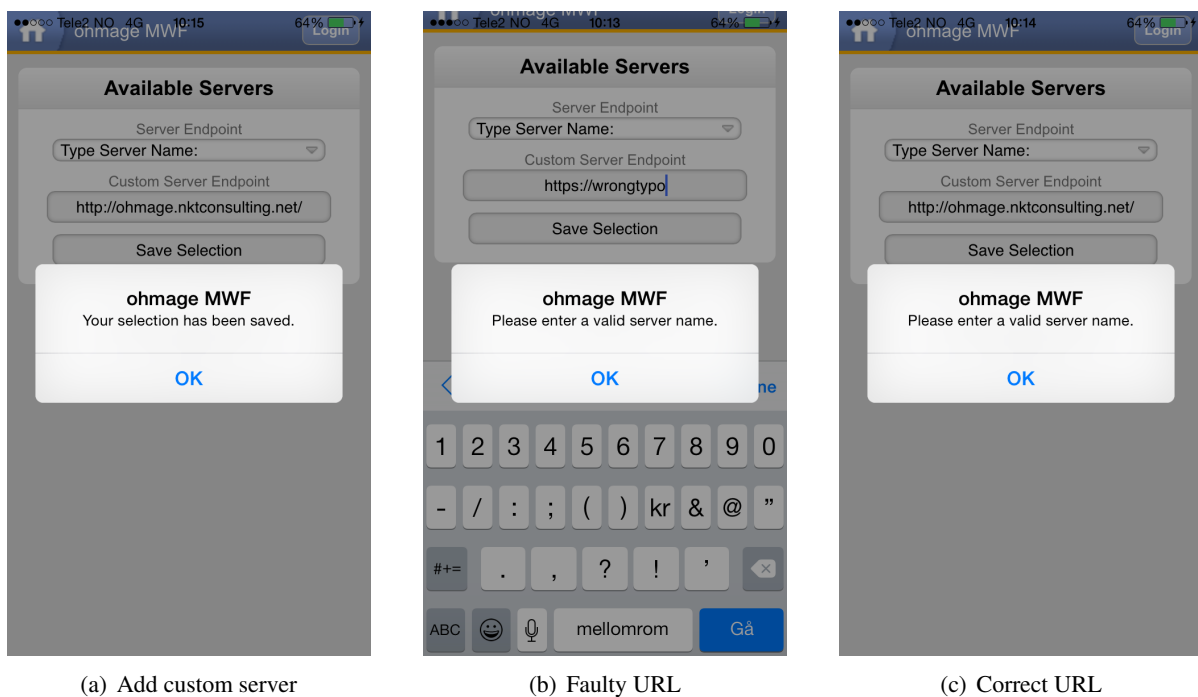 ●●○○○ Tele2 NO 4G 10:15 64%
ohmage MWF Login
Available Servers
Server Endpoint
Type Server Name:
Custom Server Endpoint
http://ohmage.nktconsulting.net/
Save Selection
ohmage MWF
Your selection has been saved.
OK
(a) Add custom server
ohmage MWF Login
●●●○○ Tele2 NO 4G 10:13 64%
Available Servers
Server Endpoint
Type Server Name:
Custom Server Endpoint
https://wrongtypo
Save Selection
ohmage MWF
Please enter a valid server name.
OK
ne
1 2 3 4 5 6 7 8 9 0
- / : ; ( ) kr & @ ”
#+= . , ? ! ’
ABC mellomrom Gå
(b) Faulty URL
●●●○○ Tele2 NO 4G 10:14 64%
ohmage MWF Login
Available Servers
Server Endpoint
Type Server Name:
Custom Server Endpoint
http://ohmage.nktconsulting.net/
Save Selection
ohmage MWF
Please enter a valid server name.
OK
(c) Correct URL